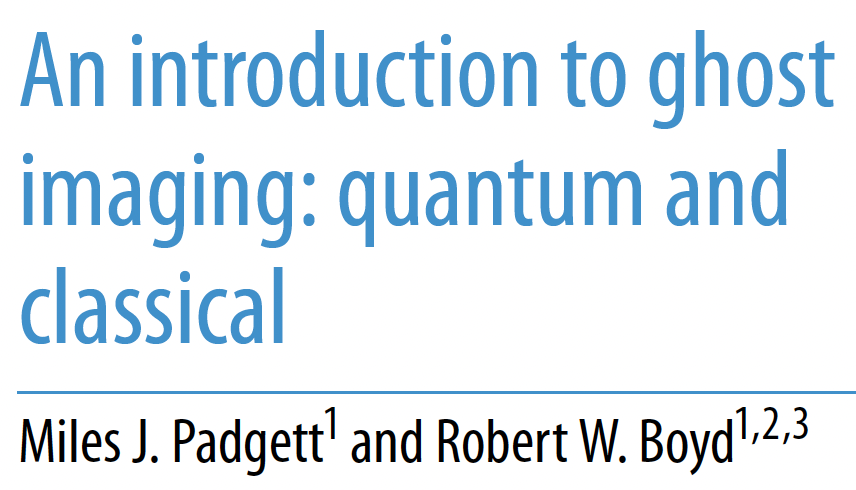 An introduction to ghost
imaging: quantum and
classical
Miles J. Padgett¹ and Robert W. Boyd¹,²,³